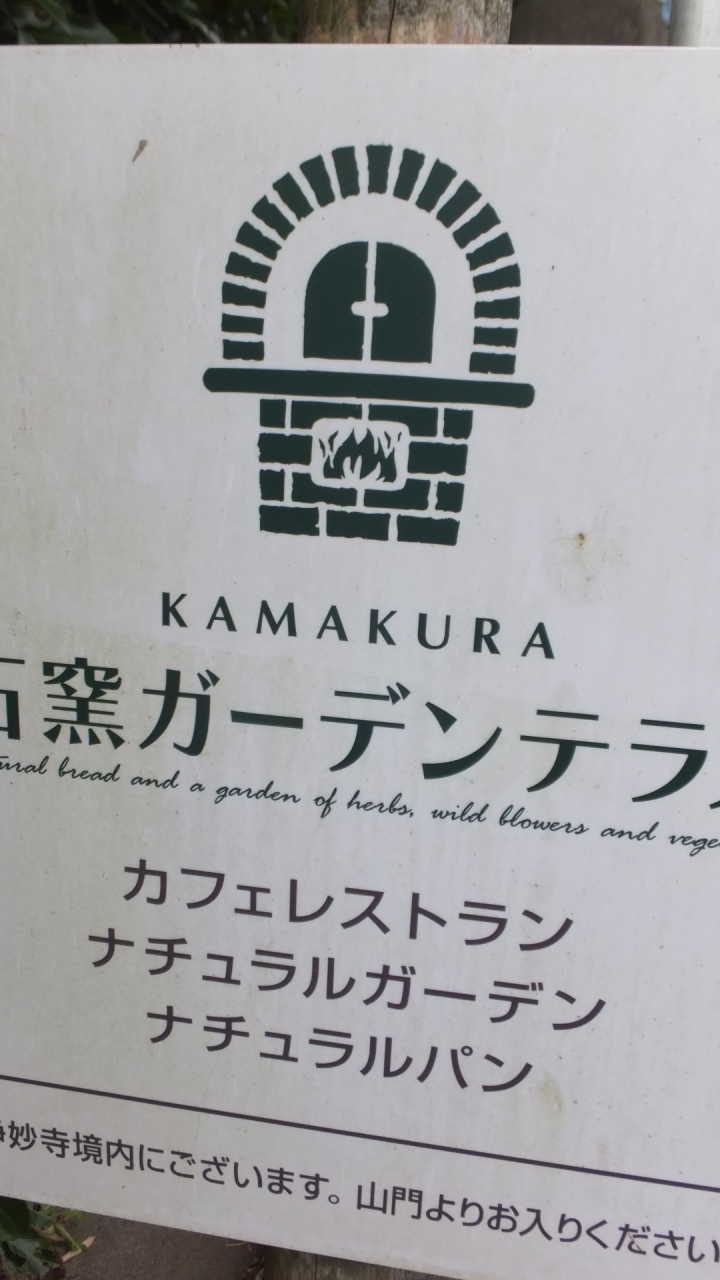 KAMAKURA
石窯ガーデンテラ
bread and a garden of herbs, wild blowers and
カフェレストラン
ナチュラルガーデン
ナチュラルパン
妙寺境内にございます。山門よりお入りください